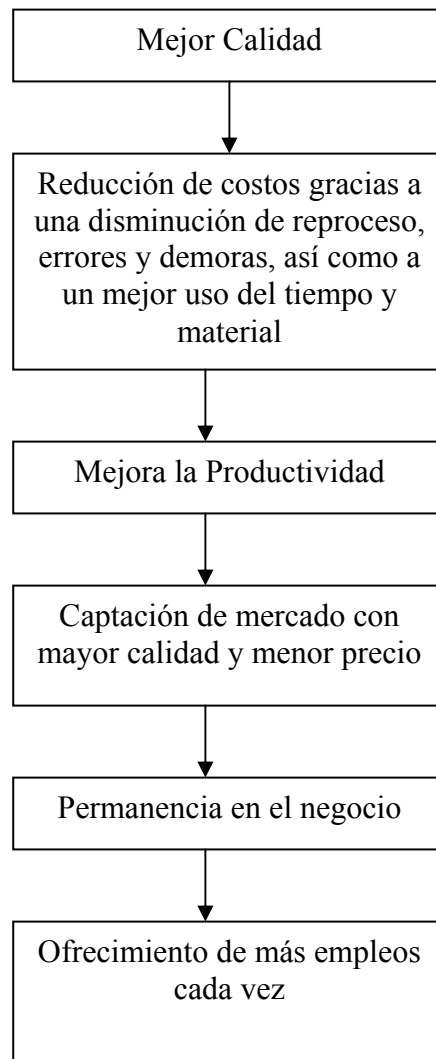 Mejor Calidad
Reducción de costos gracias a
una disminución de reproceso,
errores y demoras, así como a
un mejor uso del tiempo y
material
Mejora la Productividad
Captación de mercado con
mayor calidad y menor precio
Permanencia en el negocio
Ofrecimiento de más empleos
cada vez